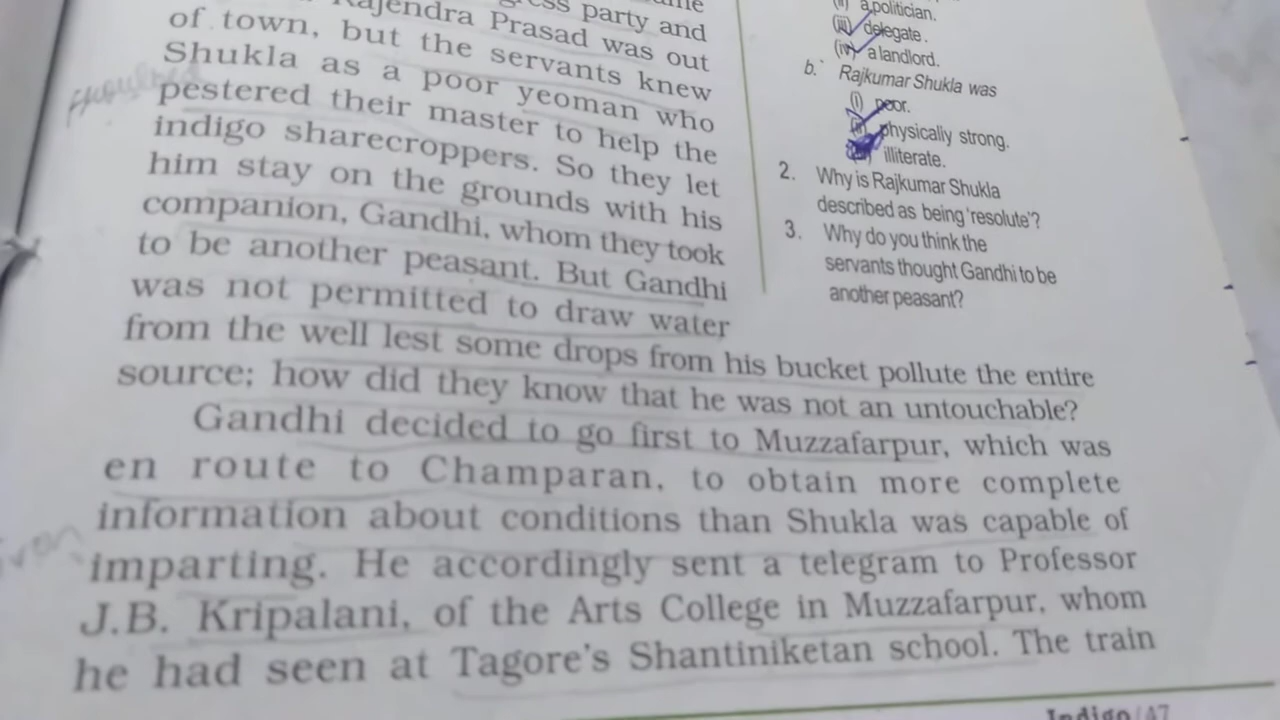 ess party and
Rajendra Prasad was out
of town, but the servants knew
Shukla as a poor yeoman who
pestered their master to help the
indigo sharecroppers. So they let
him stay on the grounds with his
companion, Gandhi, whom they took
to be another peasant. But Gandhi
was not permitted to draw water
from the well lest some drops from his bucket pollute the entire
source; how did they know that he was not an untouchable?
Gandhi decided to go first to Muzzafarpur, which was
en route to Champaran, to obtain more complete
information about conditions than Shukla was capable of
imparting. He accordingly sent a telegram to Professor
J.B. Kripalani, of the Arts College in Muzzafarpur, whom
he had seen at Tagore's Shantiniketan school. The train
(ii) a politician.
(iii) delegate.
(iv) a landlord.
b. Rajkumar Shukla was
(i) poor.
(ii) physically strong.
illiterate.
2. Why is Rajkumar Shukla
described as being 'resolute'?
3. Why do you think the
servants thought Gandhi to be
another peasant?
Indigo/47